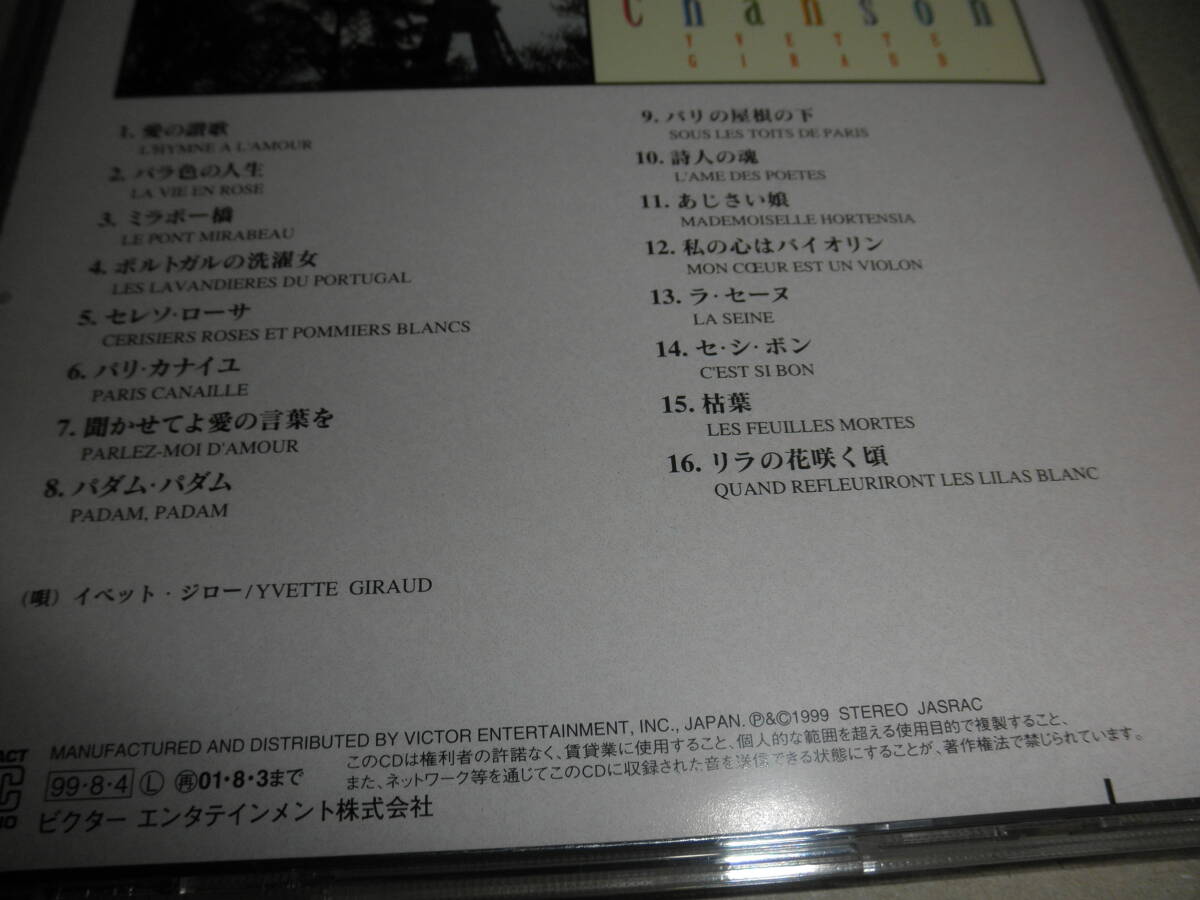 Chanson
YVETTE
GIRAUD
1. 愛の讃歌
L'HYMNE A L'AMOUR
2. バラ色の人生
LA VIE EN ROSE
3. ミラボー橋
LE PONT MIRABEAU
4. ポルトガルの洗濯女
LES LAVANDIERES DU PORTUGAL
5. セレソ・ローサ
CERISIERS ROSES ET POMMIERS BLANCS
6. パリ・カナイユ
PARIS CANAILLE
7. 聞かせてよ愛の言葉を
PARLEZ-MOI D'AMOUR
8. パダム・パダム
PADAM, PADAM
9. パリの屋根の下
SOUS LES TOITS DE PARIS
10. 詩人の魂
L'AME DES POETES
11. あじさい娘
MADEMOISELLE HORTENSIA
12. 私の心はバイオリン
MON CŒUR EST UN VIOLON
13. ラ・セーヌ
LA SEINE
14. セ・シ・ボン
C'EST SI BON
15. 枯葉
LES FEUILLES MORTES
16. リラの花咲く頃
QUAND REFLEURIRONT LES LILAS BLANC
(唄) イベット・ジロー/YVETTE GIRAUD
MANUFACTURED AND DISTRIBUTED BY VICTOR ENTERTAINMENT, INC., JAPAN. ℗&©1999 STEREO JASRAC
このCDは権利者の許諾なく、賃貸業に使用すること、個人的な範囲を超える使用目的で複製すること、
また、ネットワーク等を通じてこのCDに収録された音を送信できる状態にすることが、著作権法で禁じられています。
99・8・4 Ⓛ 再01・8・3まで
ビクター エンタテインメント株式会社